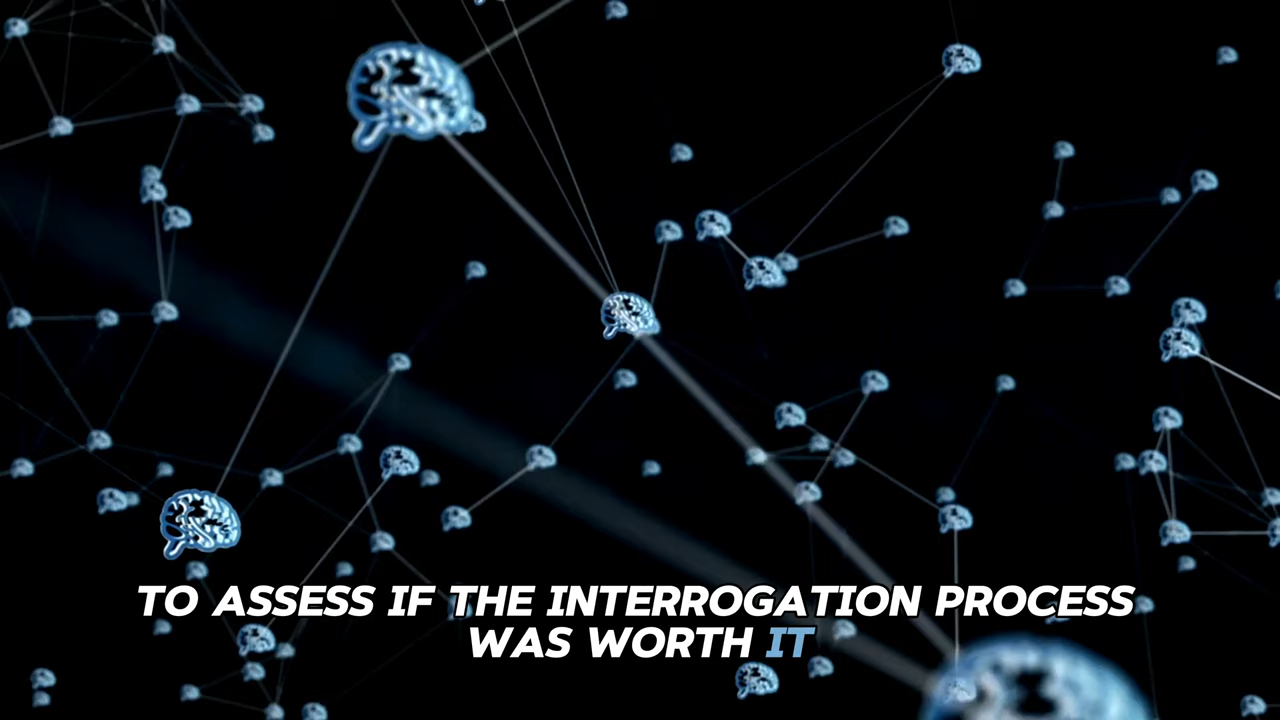 TO ASSESS IF THE INTERROGATION PROCESS
WAS WORTH IT